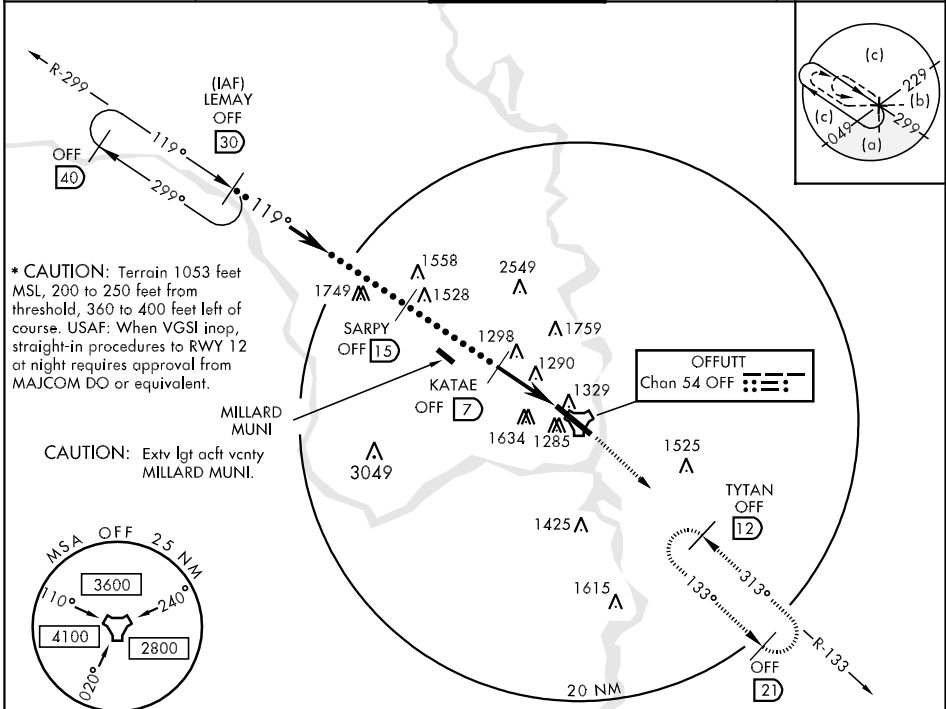 R-299
(IAF)
LEMAY
OFF
30
119°
299°
OFF
40
119°
(c)
229
(b)
(c)
299
049
(a)
* CAUTION: Terrain 1053 feet
MSL, 200 to 250 feet from
threshold, 360 to 400 feet left of
course. USAF: When VGSI inop,
straight-in procedures to RWY 12
at night requires approval from
MAJCOM DO or equivalent.
1558
1749
1528
2549
SARPY
OFF 15
1298
1759
1290
KATAE
OFF 7
1329
OFFUTT
Chan 54 OFF
MILLARD
MUNI
1634
1285
CAUTION: Extv lgt acft vcnty
MILLARD MUNI.
3049
1525
TYTAN
OFF
12
1425
313°
133°
1615
R-133
OFF
21
20 NM
MSA OFF 25 NM
3600
110°
240°
4100
2800
020°